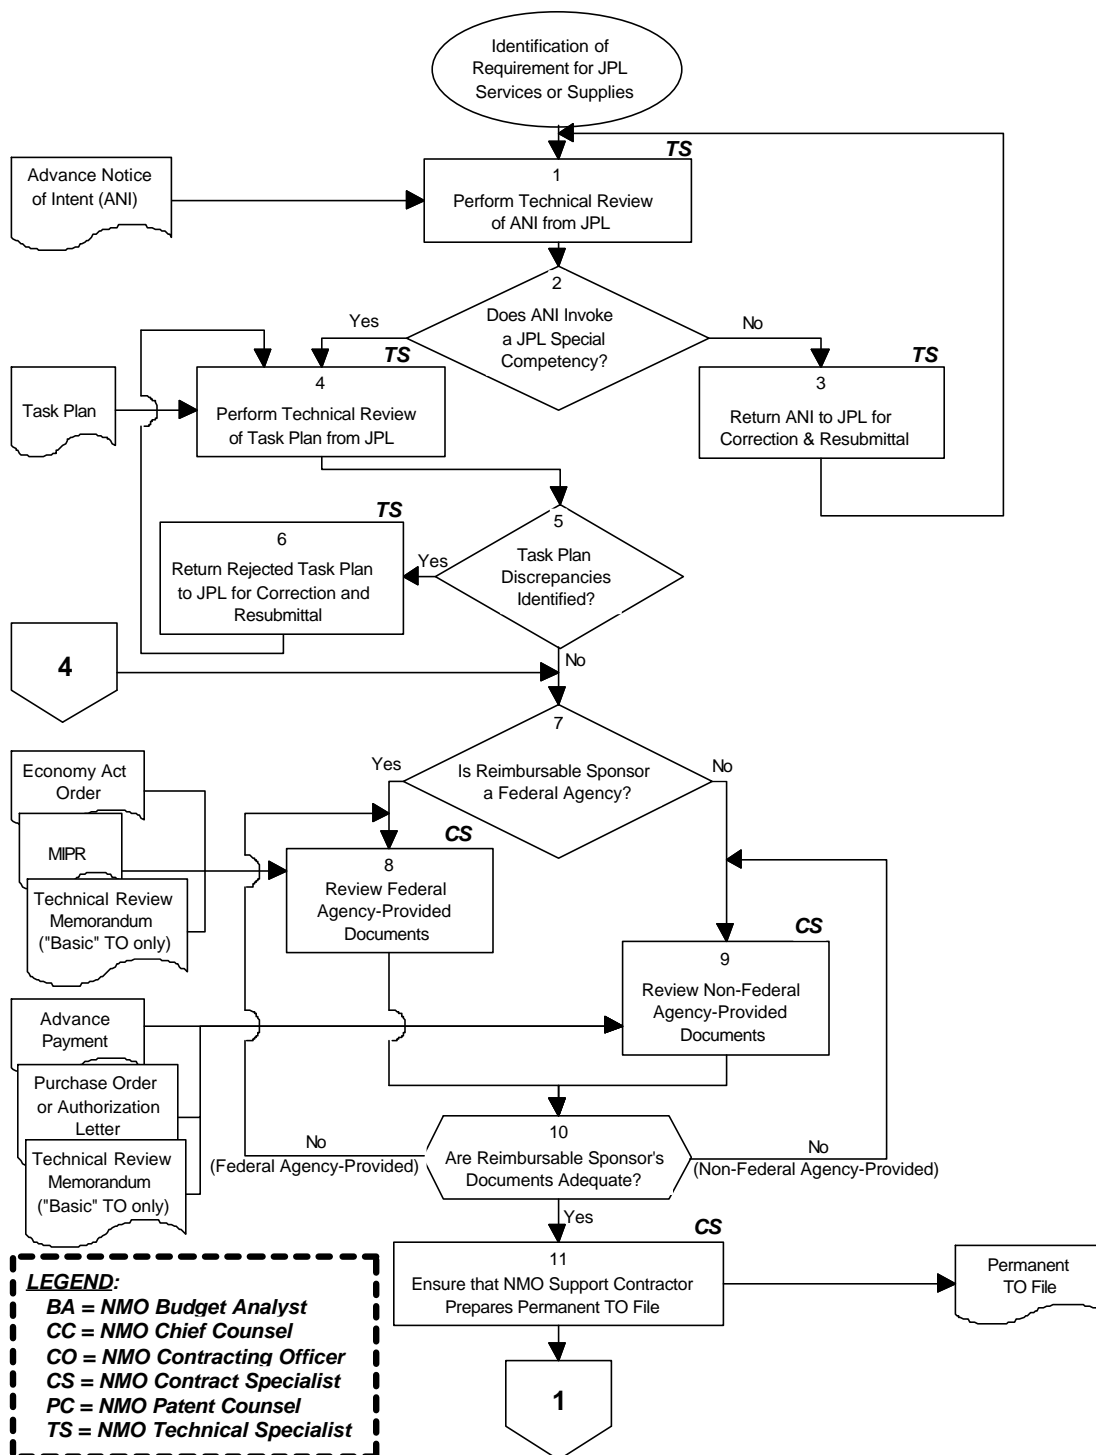 Identification of
Requirement for JPL
Services or Supplies
TS
Advance Notice
of Intent (ANI)
1
Perform Technical Review
of ANI from JPL
2
Does ANI Invoke
a JPL Special
Competency?
Yes
No
TS
TS
Task Plan
4
Perform Technical Review
of Task Plan from JPL
3
Return ANI to JPL for
Correction & Resubmittal
TS
5
Task Plan
Discrepancies
Identified?
6
Return Rejected Task Plan
to JPL for Correction and
Resubmittal
Yes
No
4
7
Is Reimbursable Sponsor
a Federal Agency?
Yes
No
Economy Act
Order
MIPR
Technical Review
Memorandum
("Basic" TO only)
CS
8
Review Federal
Agency-Provided
Documents
CS
9
Review Non-Federal
Agency-Provided
Documents
Advance
Payment
Purchase Order
or Authorization
Letter
Technical Review
Memorandum
("Basic" TO only)
No
(Federal Agency-Provided)
10
Are Reimbursable Sponsor's
Documents Adequate?
No
(Non-Federal Agency-Provided)
Yes
CS
11
Ensure that NMO Support Contractor
Prepares Permanent TO File
Permanent
TO File
1
LEGEND:
BA = NMO Budget Analyst
CC = NMO Chief Counsel
CO = NMO Contracting Officer
CS = NMO Contract Specialist
PC = NMO Patent Counsel
TS = NMO Technical Specialist